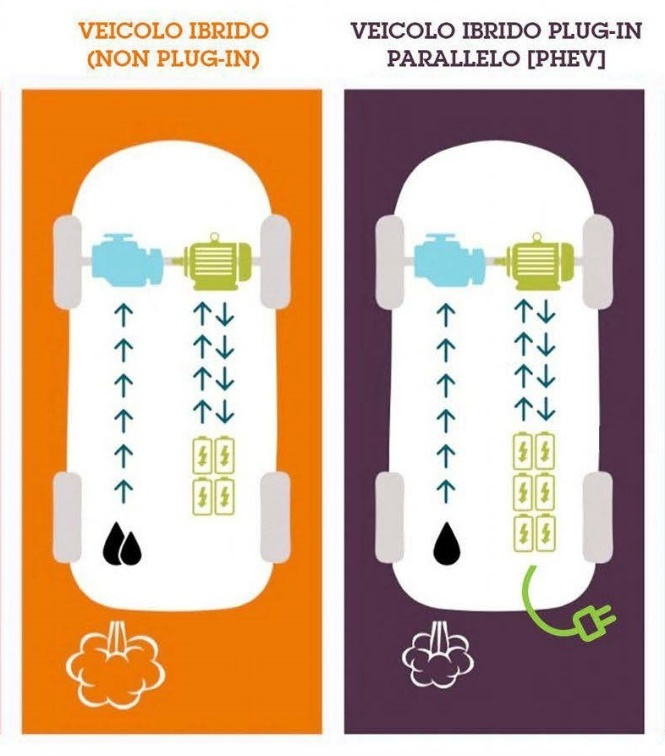 VEICOLO IBRIDO
(NON PLUG-IN)
VEICOLO IBRIDO PLUG-IN
PARALLELO [PHEV]